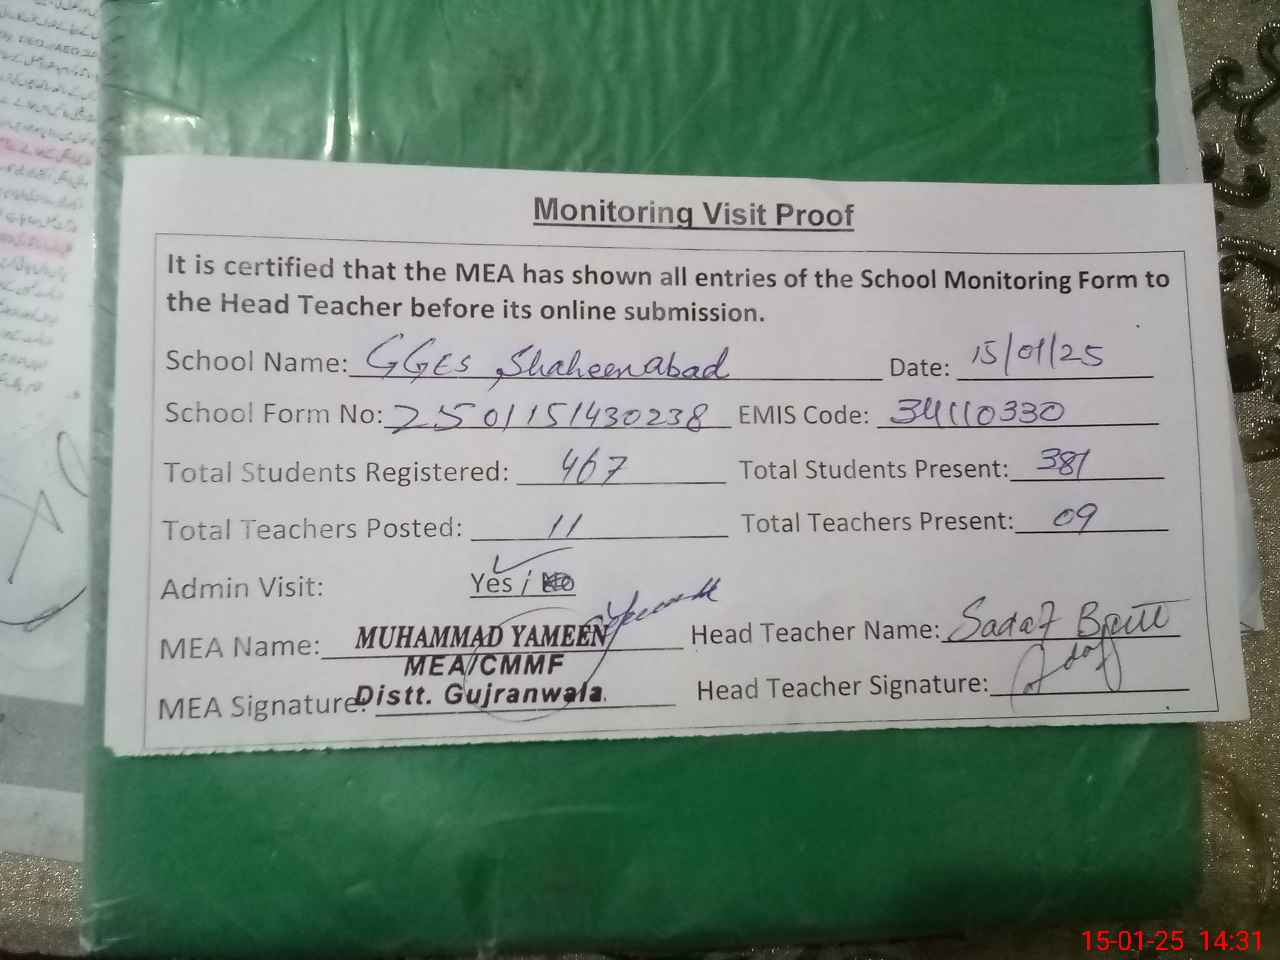 Monitoring Visit Proof
It is certified that the MEA has shown all entries of the School Monitoring Form to
the Head Teacher before its online submission.
School Name: GGES Shaheenabad Date: 15/01/25
School Form No: 2501151430238 EMIS Code: 34110330
Total Students Registered: 467 Total Students Present: 381
Total Teachers Posted: 11 Total Teachers Present: 09
Admin Visit: Yes /
MEA Name: MUHAMMAD YAMEEN Head Teacher Name: Sadaf
MEA/CMMF
MEA Signature: Distt. Gujranwala. Head Teacher Signature: Sadaf
15-01-25 14:31